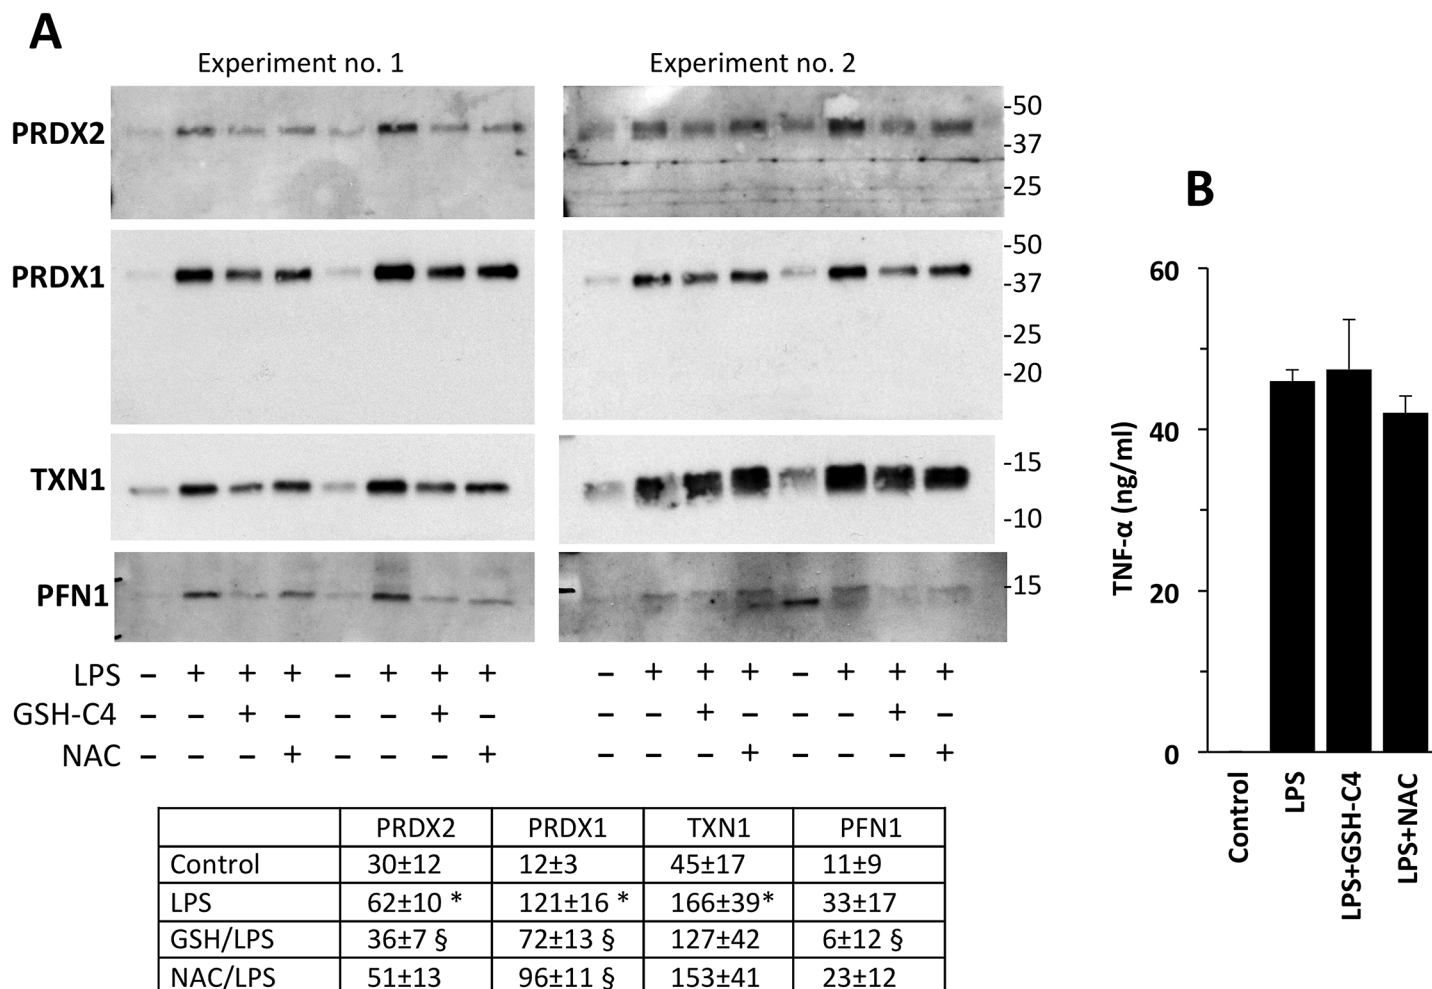 A
Experiment no. 1
Experiment no. 2
PRDX2
-50
-37
-25
PRDX1
-50
-37
-25
-20
TXN1
-15
-10
PFN1
-15
LPS – + + + – + + + – + + + – + + +
GSH-C4 – – + – – – + – – – + – – – + –
NAC – – – + – – – + – – – + – – – +
PRDX2 PRDX1 TXN1 PFN1
Control 30±12 12±3 45±17 11±9
LPS 62±10 * 121±16 * 166±39* 33±17
GSH/LPS 36±7 § 72±13 § 127±42 6±12 §
NAC/LPS 51±13 96±11 § 153±41 23±12
B
TNF-α (ng/ml)
60
40
20
0
Control
LPS
LPS+GSH-C4
LPS+NAC